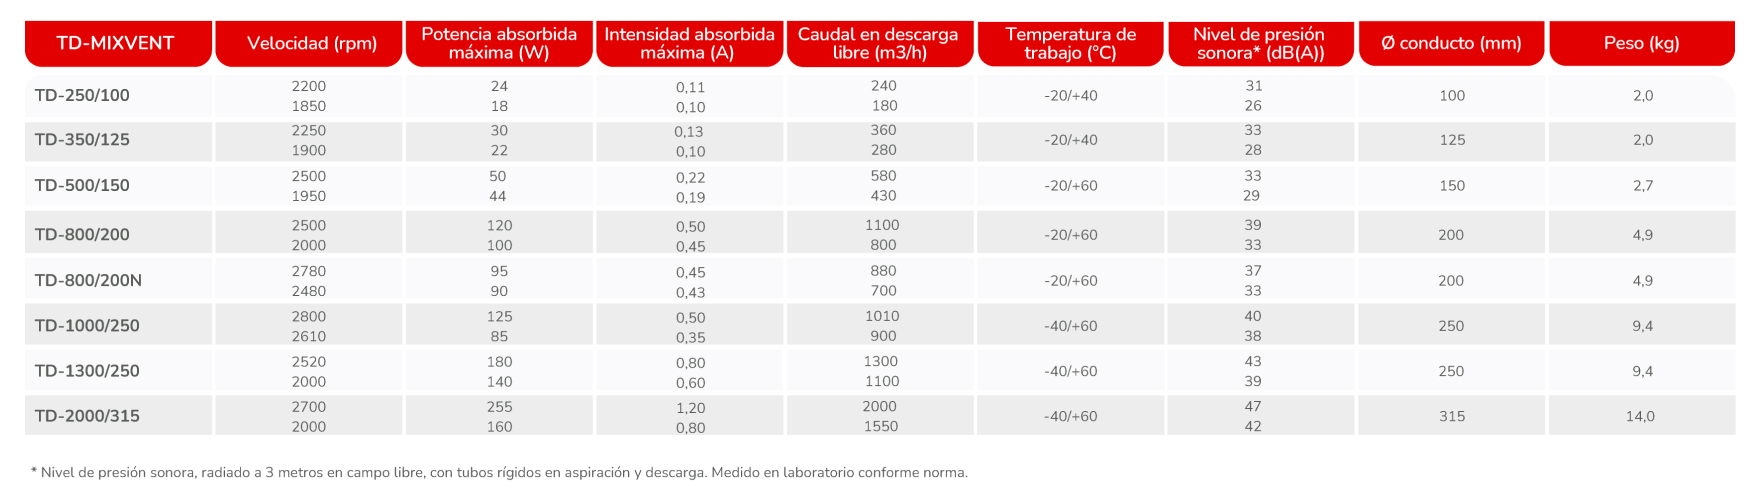 TD-MIXVENT Velocidad (rpm) Potencia absorbida máxima (W) Intensidad absorbida máxima (A) Caudal en descarga libre (m3/h) Temperatura de trabajo (°C) Nivel de presión sonora* (dB(A)) Ø conducto (mm) Peso (kg)
2200 24 0,11 240 31
TD-250/100 -20/+40 100 2,0
1850 18 0,10 180 26
2250 30 0,13 360 33
TD-350/125 -20/+40 125 2,0
1900 22 0,10 280 28
2500 50 0,22 580 33
TD-500/150 -20/+60 150 2,7
1950 44 0,19 430 29
2500 120 0,50 1100 39
TD-800/200 -20/+60 200 4,9
2000 100 0,45 800 33
2780 95 0,45 880 37
TD-800/200N -20/+60 200 4,9
2480 90 0,43 700 33
2800 125 0,50 1010 40
TD-1000/250 -40/+60 250 9,4
2610 85 0,35 900 38
2520 180 0,80 1300 43
TD-1300/250 -40/+60 250 9,4
2000 140 0,60 1100 39
2700 255 1,20 2000 47
TD-2000/315 -40/+60 315 14,0
2000 160 0,80 1550 42
* Nivel de presión sonora, radiado a 3 metros en campo libre, con tubos rígidos en aspiración y descarga. Medido en laboratorio conforme norma.